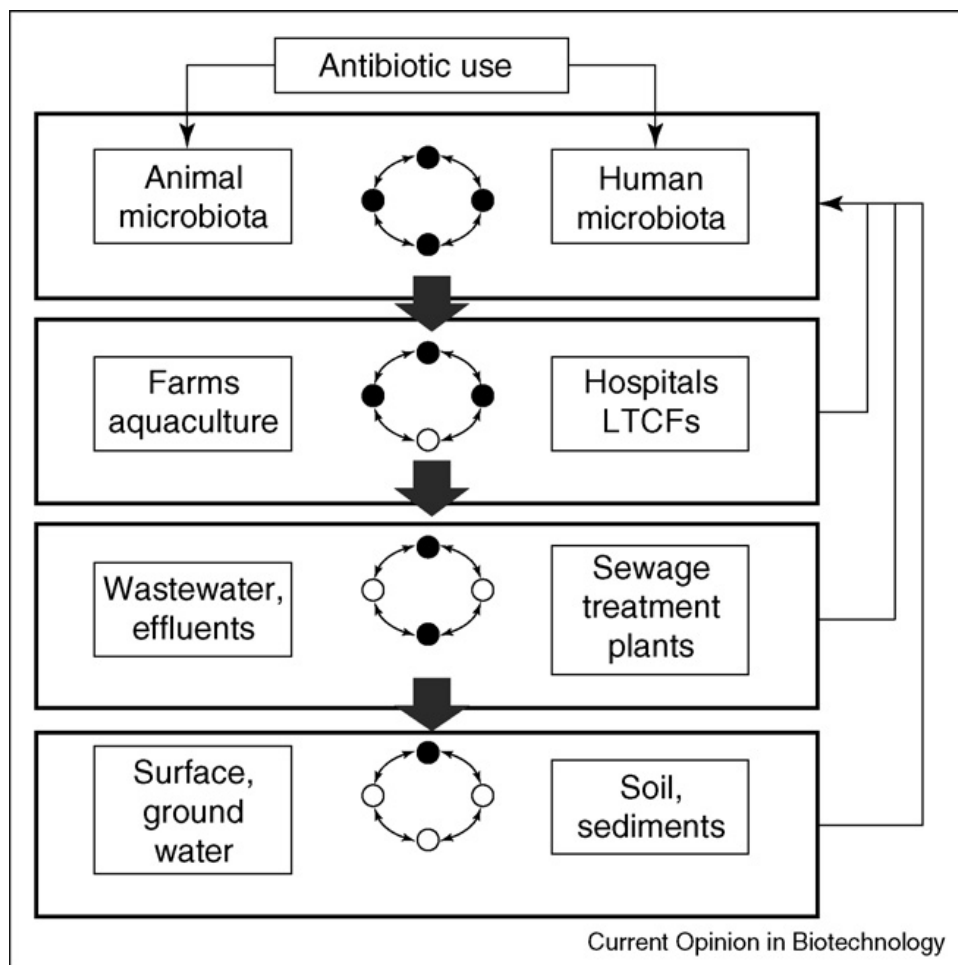 Antibiotic use
Animal
microbiota
Human
microbiota
Farms
aquaculture
Hospitals
LTCFs
Wastewater,
effluents
Sewage
treatment
plants
Surface,
ground
water
Soil,
sediments
Current Opinion in Biotechnology